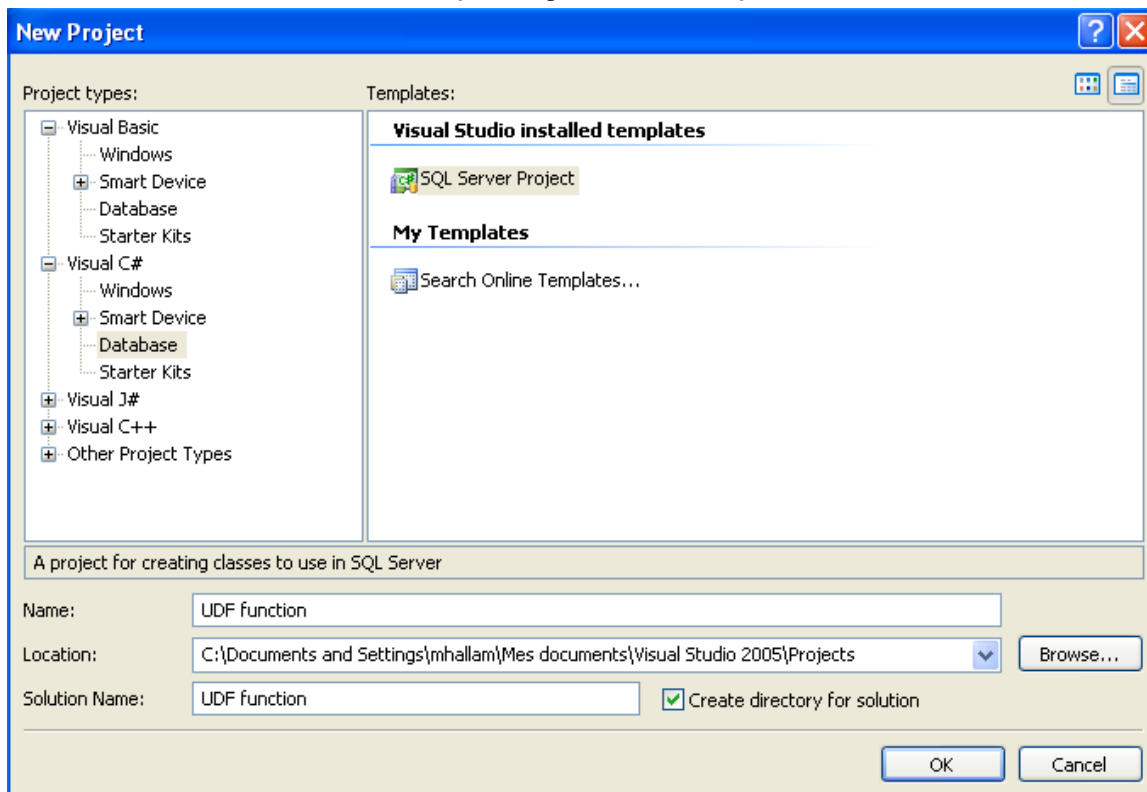 New Project
Project types:
Templates:
Visual Basic
Windows
Smart Device
Database
Starter Kits
Visual C#
Windows
Smart Device
Database
Starter Kits
Visual J#
Visual C++
Other Project Types
Visual Studio installed templates
SQL Server Project
My Templates
Search Online Templates...
A project for creating classes to use in SQL Server
Name:
UDF function
Location:
C:\Documents and Settings\mhallam\Mes documents\Visual Studio 2005\Projects
Browse...
Solution Name:
UDF function
Create directory for solution
OK
Cancel